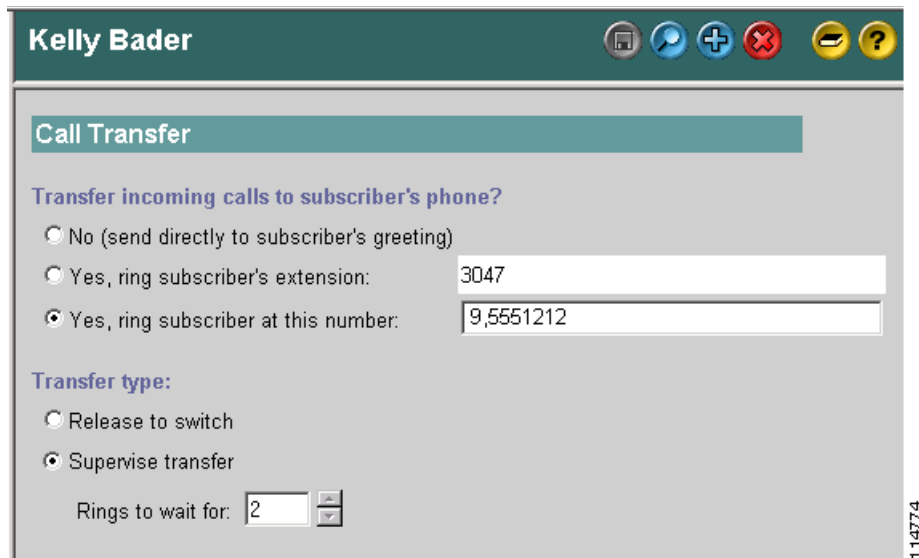 Kelly Bader
?
Call Transfer
Transfer incoming calls to subscriber's phone?
No (send directly to subscriber's greeting)
Yes, ring subscriber's extension: 3047
Yes, ring subscriber at this number: 9,5551212
Transfer type:
Release to switch
Supervise transfer
Rings to wait for: 2
114774